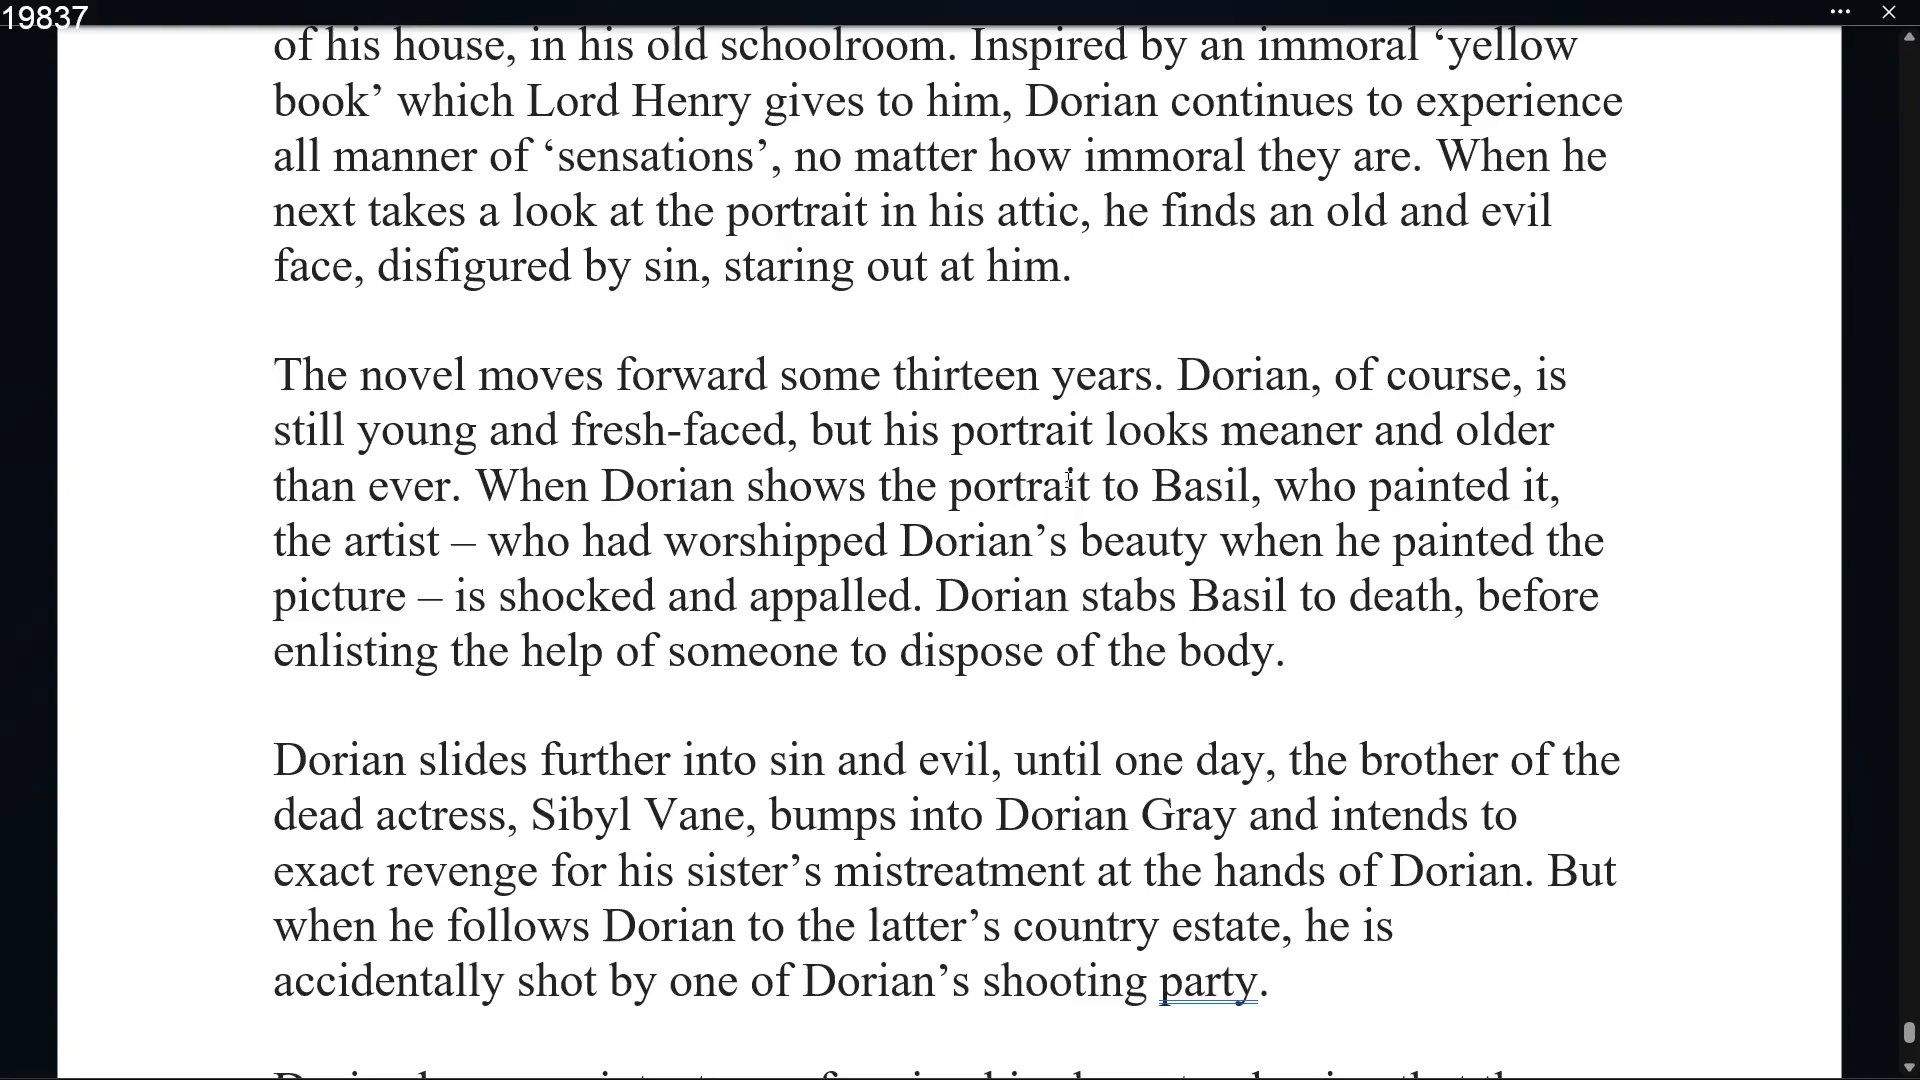 19837
of his house, in his old schoolroom. Inspired by an immoral ‘yellow
book’ which Lord Henry gives to him, Dorian continues to experience
all manner of ‘sensations’, no matter how immoral they are. When he
next takes a look at the portrait in his attic, he finds an old and evil
face, disfigured by sin, staring out at him.
The novel moves forward some thirteen years. Dorian, of course, is
still young and fresh-faced, but his portrait looks meaner and older
than ever. When Dorian shows the portrait to Basil, who painted it,
the artist – who had worshipped Dorian’s beauty when he painted the
picture – is shocked and appalled. Dorian stabs Basil to death, before
enlisting the help of someone to dispose of the body.
Dorian slides further into sin and evil, until one day, the brother of the
dead actress, Sibyl Vane, bumps into Dorian Gray and intends to
exact revenge for his sister’s mistreatment at the hands of Dorian. But
when he follows Dorian to the latter’s country estate, he is
accidentally shot by one of Dorian’s shooting party.